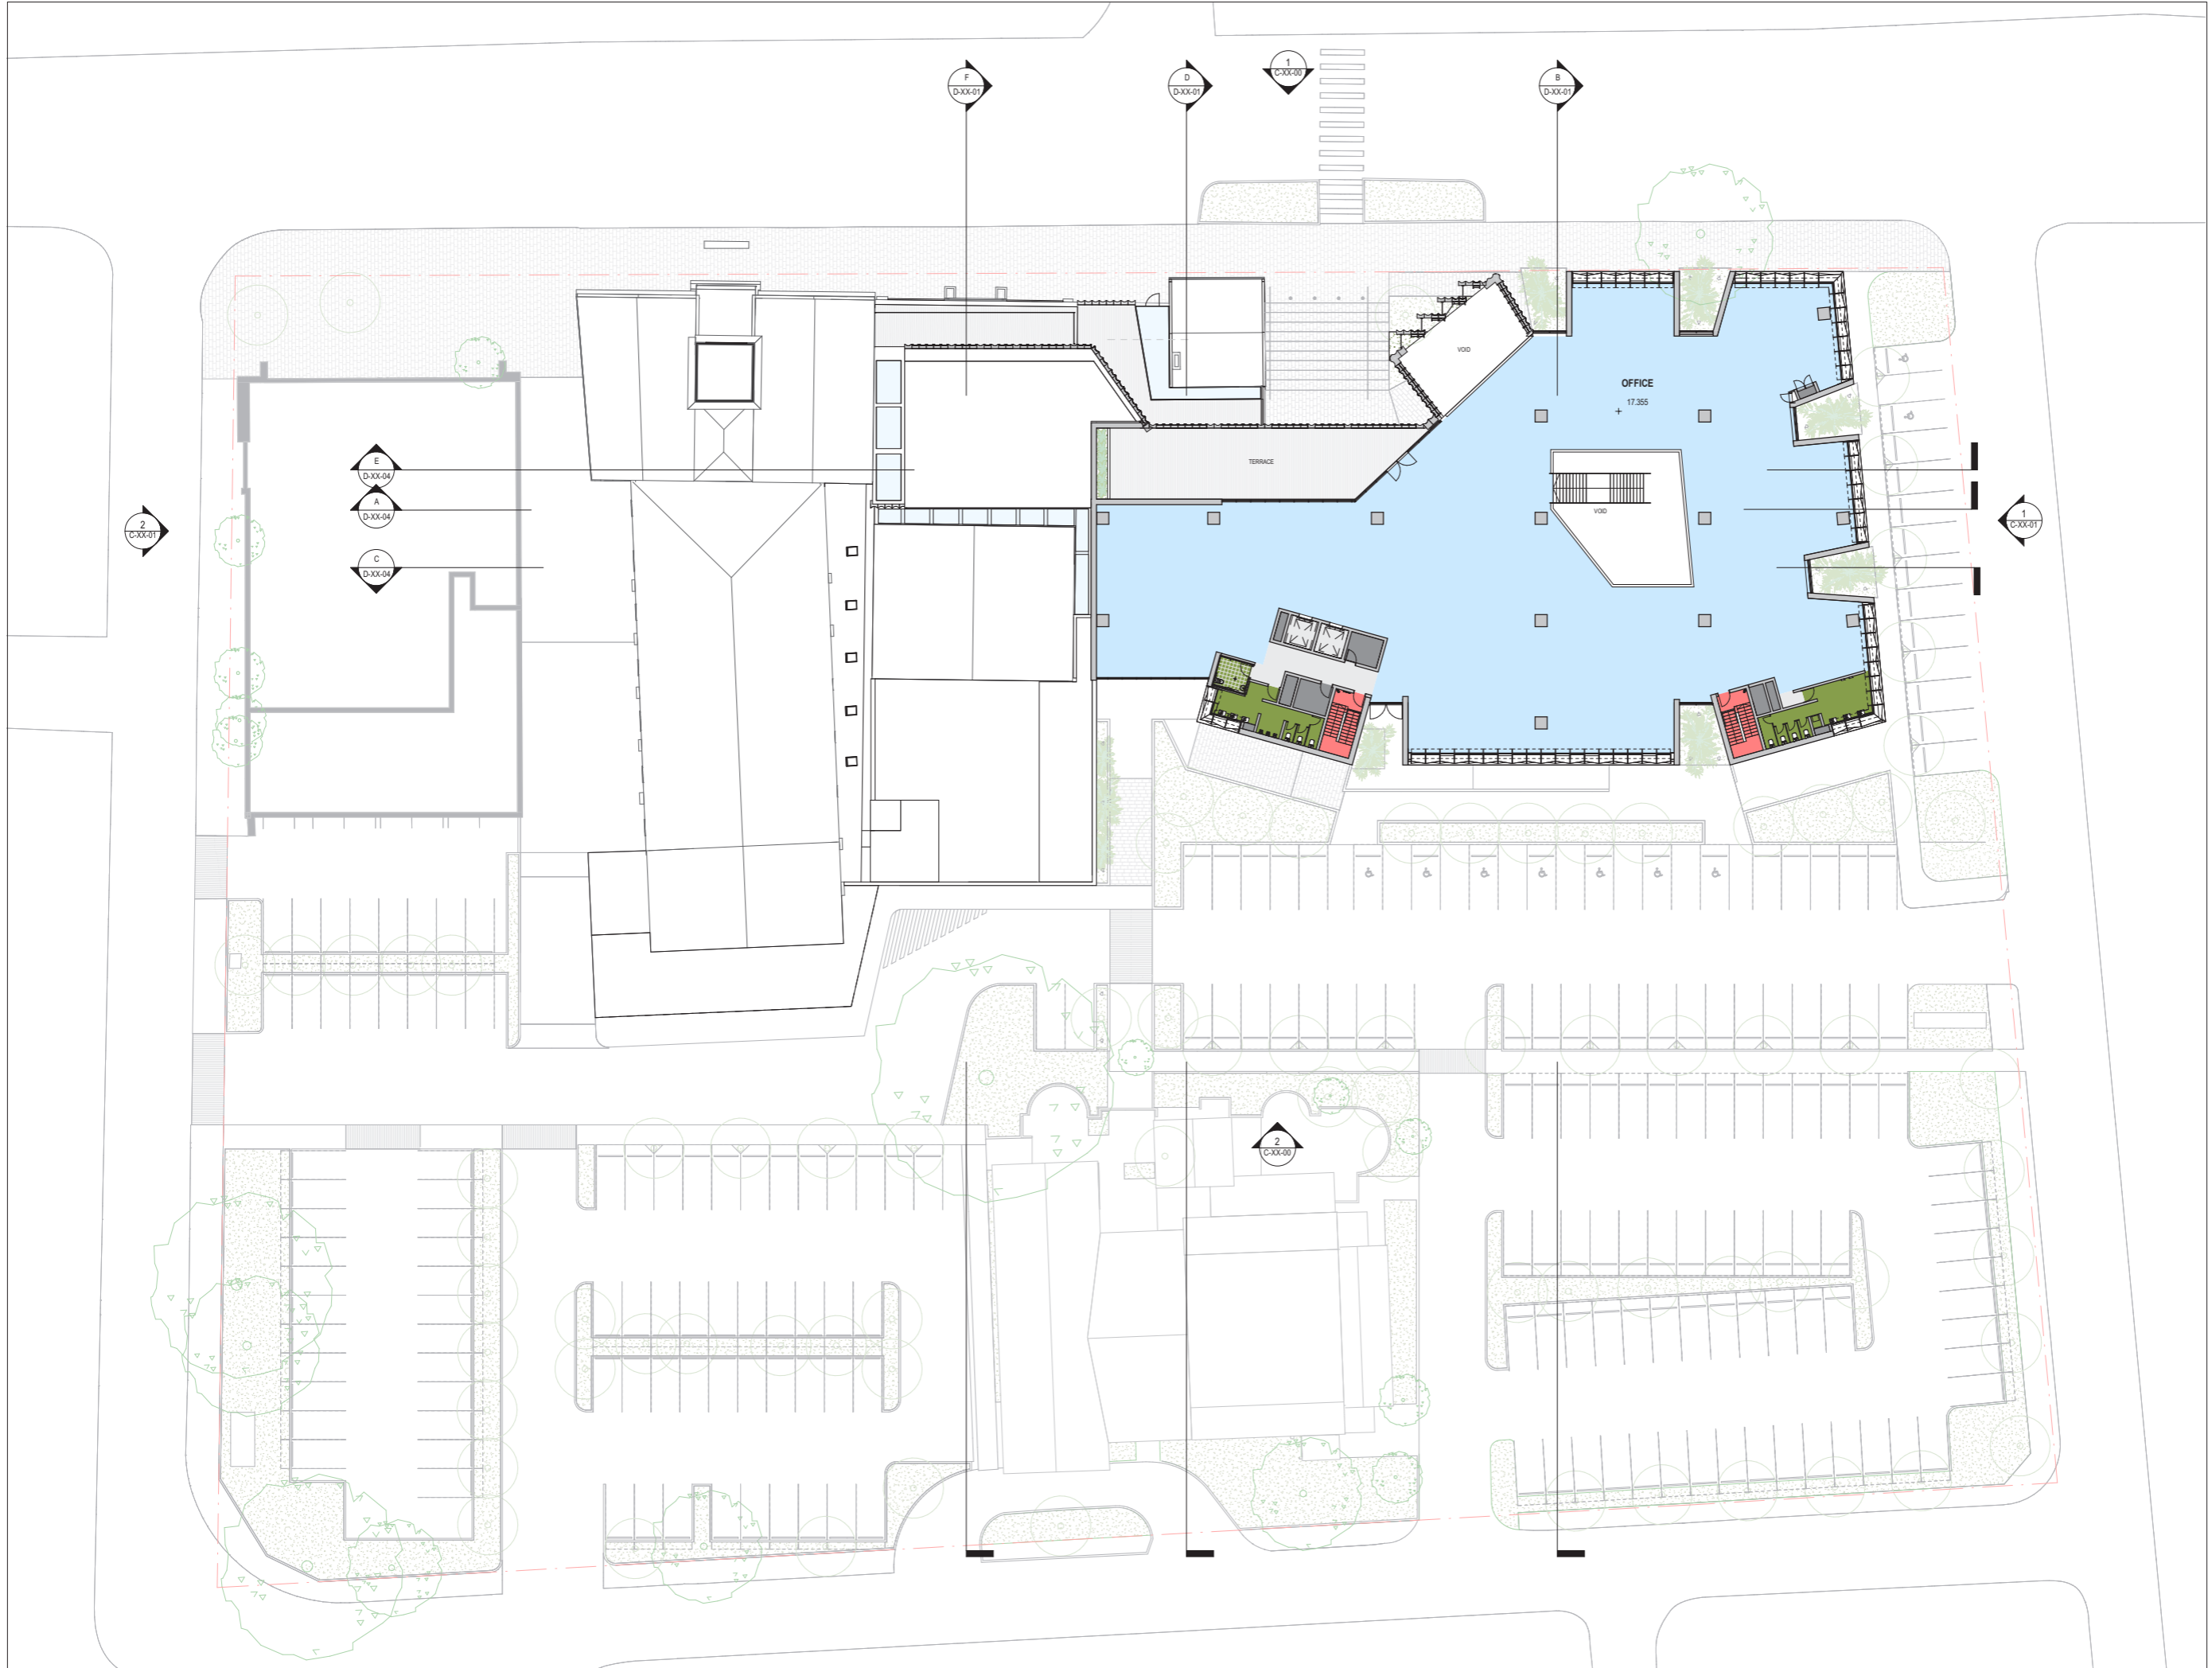 F
D-XX-01
D
D-XX-01
1
C-XX-00
B
D-XX-01
VOID
OFFICE
17.355
TERRACE
E
D-XX-04
A
D-XX-04
VOID
2
C-XX-01
1
C-XX-01
C
D-XX-04
2
C-XX-00